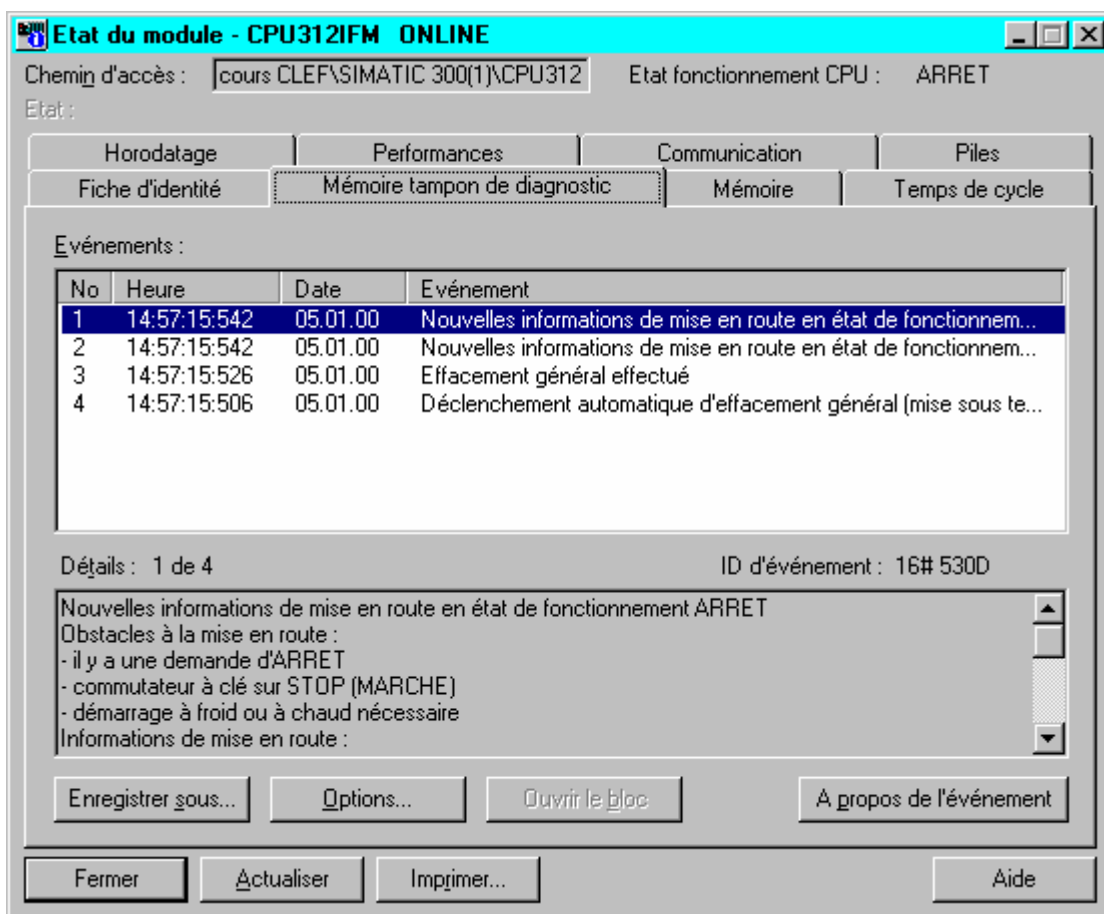 Etat du module - CPU312IFM ONLINE
Chemin d'accès : cours CLEF\SIMATIC 300(1)\CPU312 Etat fonctionnement CPU : ARRET
Etat :
Horodatage Performances Communication Piles
Fiche d'identité Mémoire tampon de diagnostic Mémoire Temps de cycle
Evénements :
No Heure Date Evénement
1 14:57:15:542 05.01.00 Nouvelles informations de mise en route en état de fonctionnem...
2 14:57:15:542 05.01.00 Nouvelles informations de mise en route en état de fonctionnem...
3 14:57:15:526 05.01.00 Effacement général effectué
4 14:57:15:506 05.01.00 Déclenchement automatique d'effacement général (mise sous te...
Détails : 1 de 4 ID d'événement : 16# 530D
Nouvelles informations de mise en route en état de fonctionnement ARRET
Obstacles à la mise en route :
- il y a une demande d'ARRET
- commutateur à clé sur STOP (MARCHE)
- démarrage à froid ou à chaud nécessaire
Informations de mise en route :
Enregistrer sous... Options... Ouvrir le bloc A propos de l'événement
Fermer Actualiser Imprimer... Aide